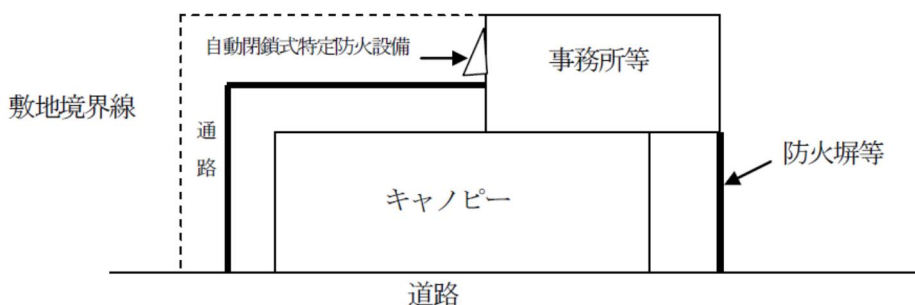 自動閉鎖式特定防火設備
事務所等
敷地境界線
通路
防火塀等
キャノピー
道路